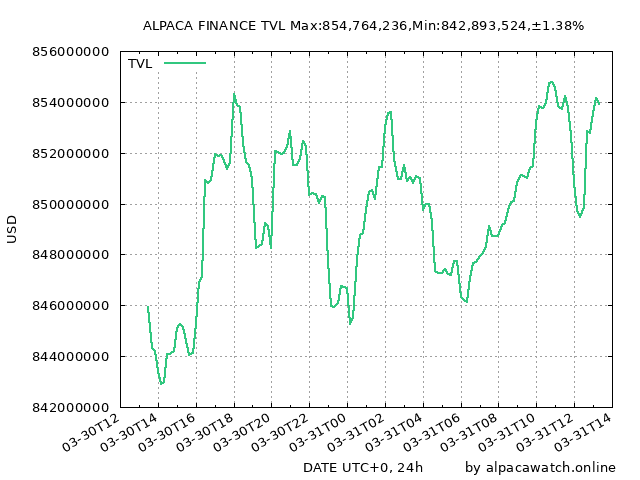 ALPACA FINANCE TVL Max:854,764,236,Min:842,893,524,±1.38%
TVL
856000000
854000000
852000000
850000000
848000000
846000000
844000000
842000000
USD
03-30T12
03-30T14
03-30T16
03-30T18
03-30T20
03-30T22
03-31T00
03-31T02
03-31T04
03-31T06
03-31T08
03-31T10
03-31T12
03-31T14
DATE UTC+0, 24h
by alpacawatch.online